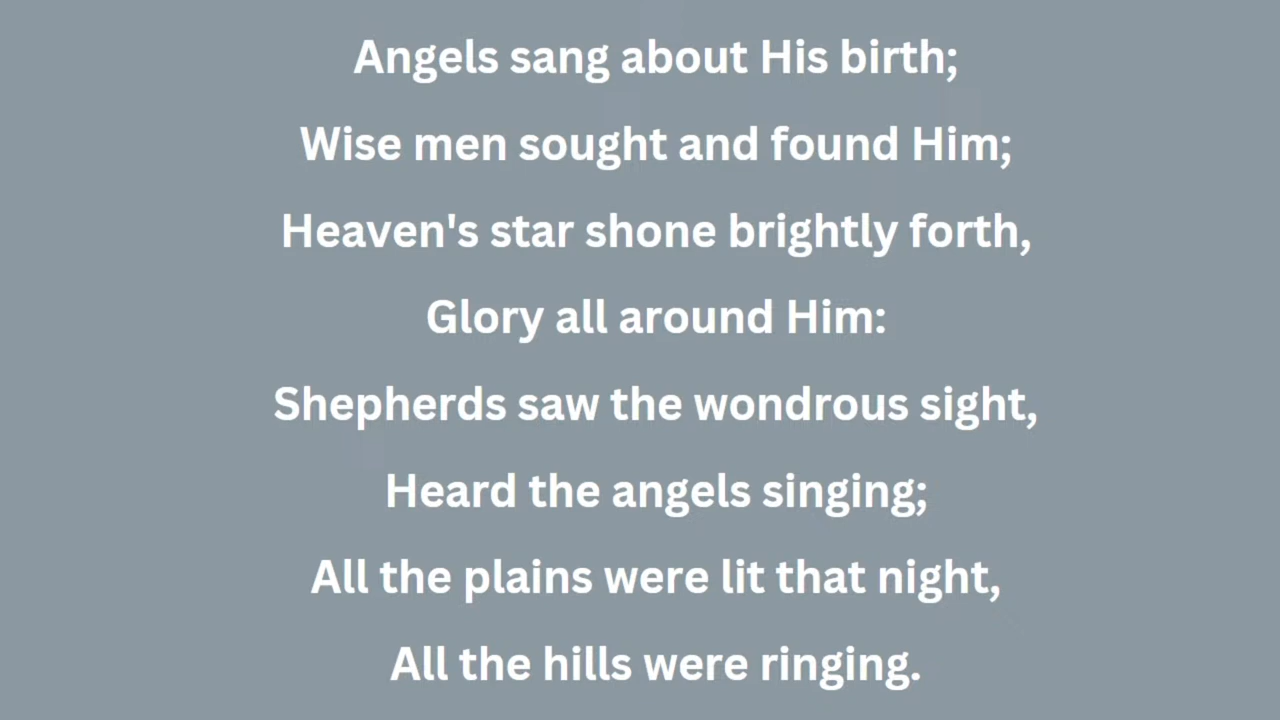 Angels sang about His birth;
Wise men sought and found Him;
Heaven's star shone brightly forth,
Glory all around Him:
Shepherds saw the wondrous sight,
Heard the angels singing;
All the plains were lit that night,
All the hills were ringing.